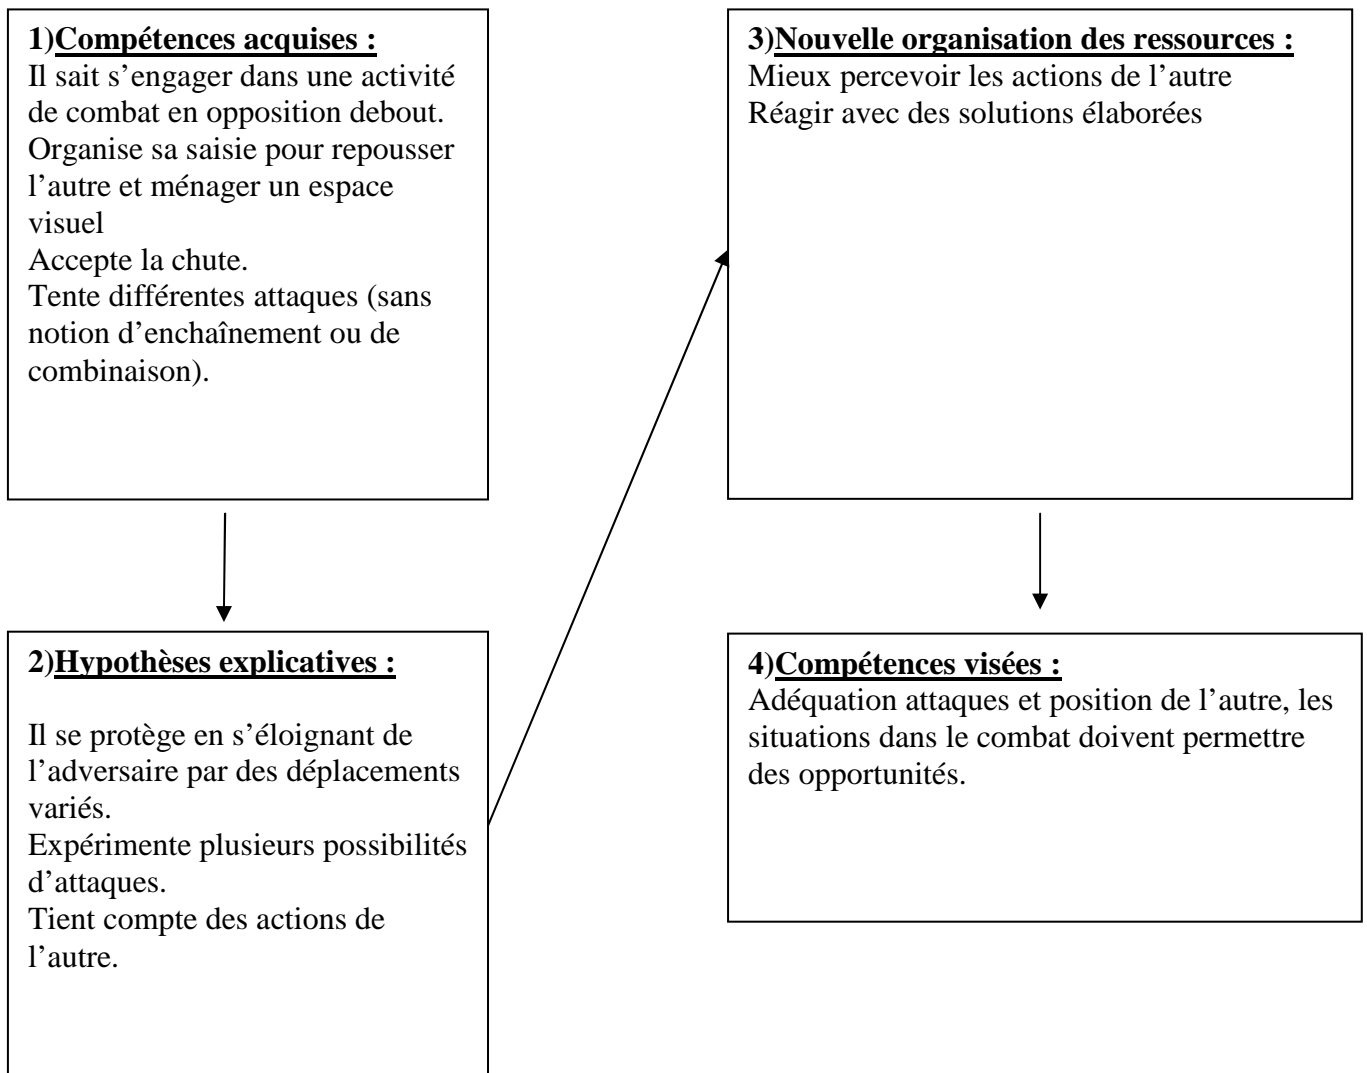 1)Compétences acquises :
Il sait s’engager dans une activité
de combat en opposition debout.
Organise sa saisie pour repousser
l’autre et ménager un espace
visuel
Accepte la chute.
Tente différentes attaques (sans
notion d’enchaînement ou de
combinaison).
2)Hypothèses explicatives :
Il se protège en s’éloignant de
l’adversaire par des déplacements
variés.
Expérimente plusieurs possibilités
d’attaques.
Tient compte des actions de
l’autre.
3)Nouvelle organisation des ressources :
Mieux percevoir les actions de l’autre
Réagir avec des solutions élaborées
4)Compétences visées :
Adéquation attaques et position de l’autre, les
situations dans le combat doivent permettre
des opportunités.